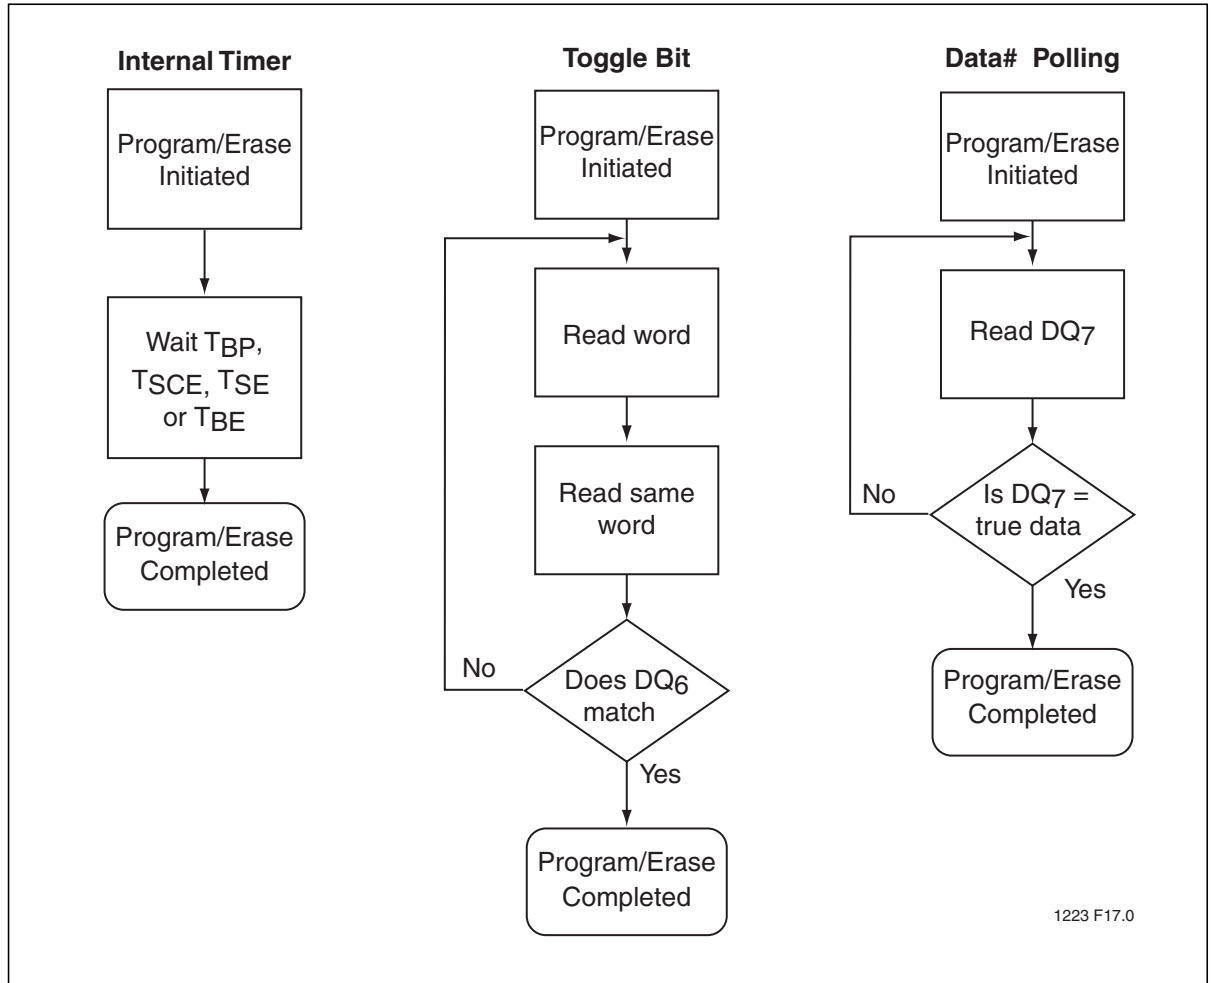 Internal Timer
Program/Erase
Initiated
Wait TBP,
TSCE, TSE
or TBE
Program/Erase
Completed
Toggle Bit
Program/Erase
Initiated
Read word
Read same
word
No
Does DQ6
match
Yes
Program/Erase
Completed
Data# Polling
Program/Erase
Initiated
Read DQ7
No
Is DQ7 =
true data
Yes
Program/Erase
Completed
1223 F17.0